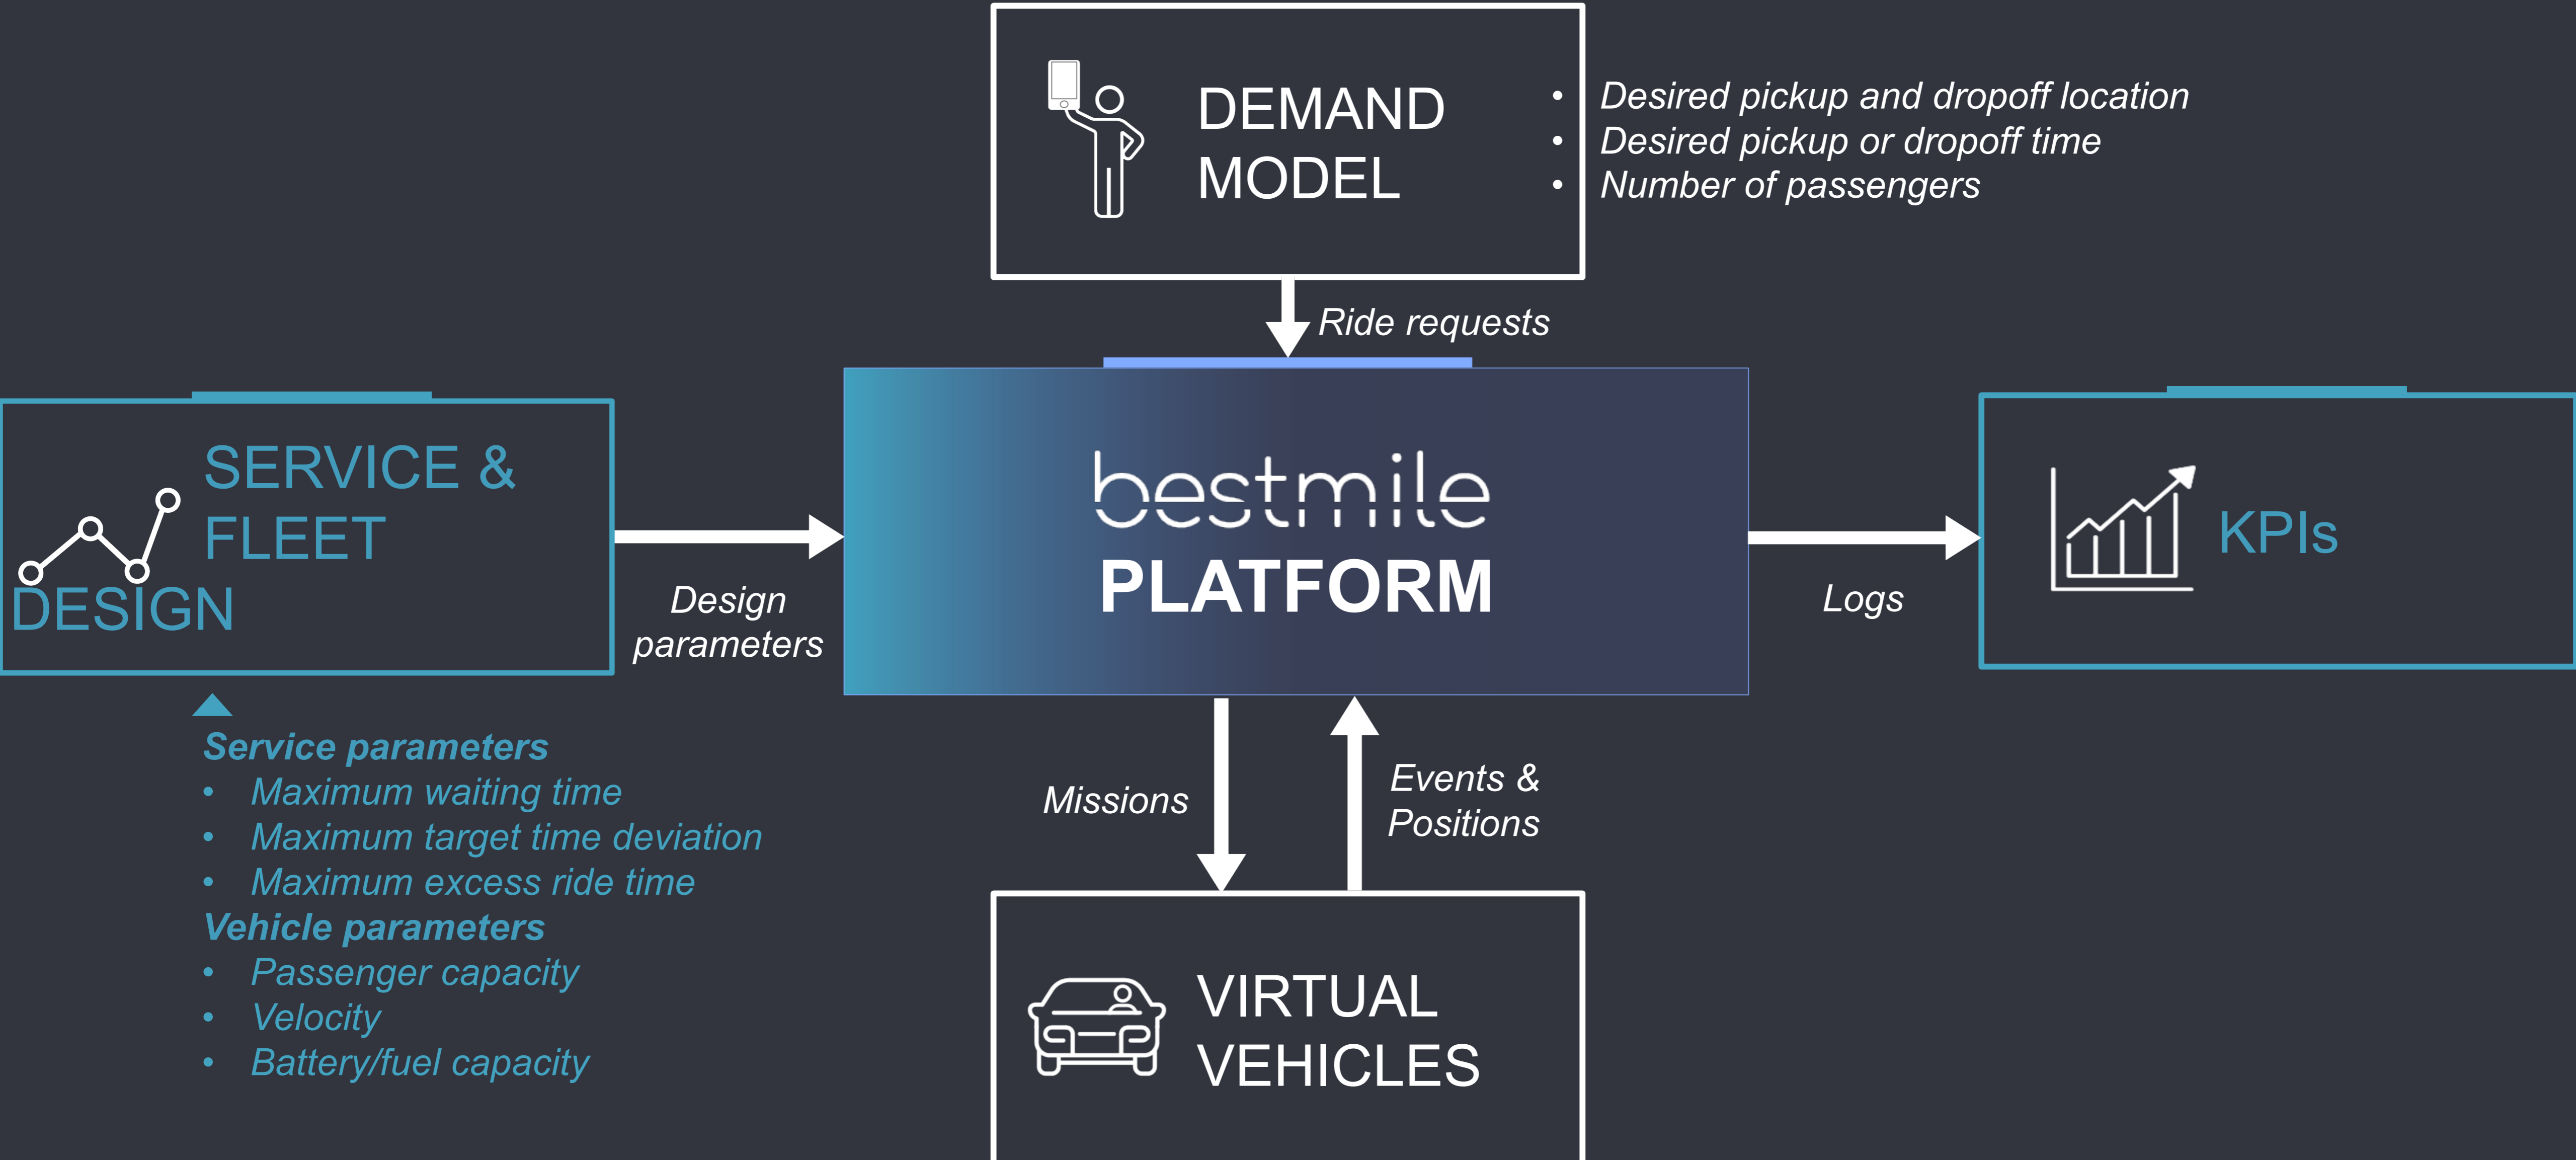 DEMAND
MODEL
• Desired pickup and dropoff location
• Desired pickup or dropoff time
• Number of passengers
Ride requests
SERVICE &
FLEET
DESIGN
Design
parameters
bestmile
PLATFORM
Logs
KPIs
Service parameters
• Maximum waiting time
• Maximum target time deviation
• Maximum excess ride time
Vehicle parameters
• Passenger capacity
• Velocity
• Battery/fuel capacity
Missions
Events &
Positions
VIRTUAL
VEHICLES